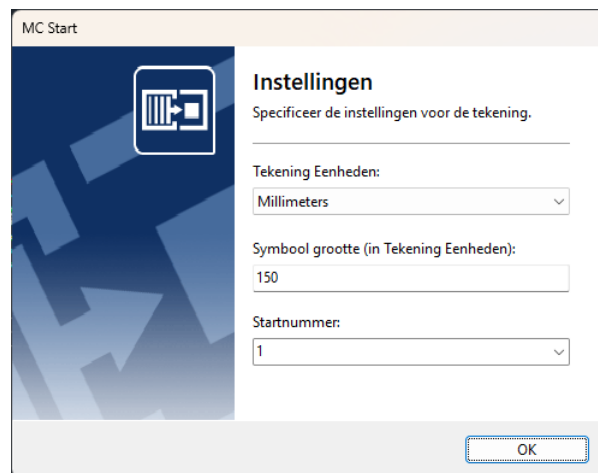 MC Start
Instellingen
Specificeer de instellingen voor de tekening.
Tekening Eenheden:
Millimeters
Symbool grootte (in Tekening Eenheden):
150
Startnummer:
1
OK